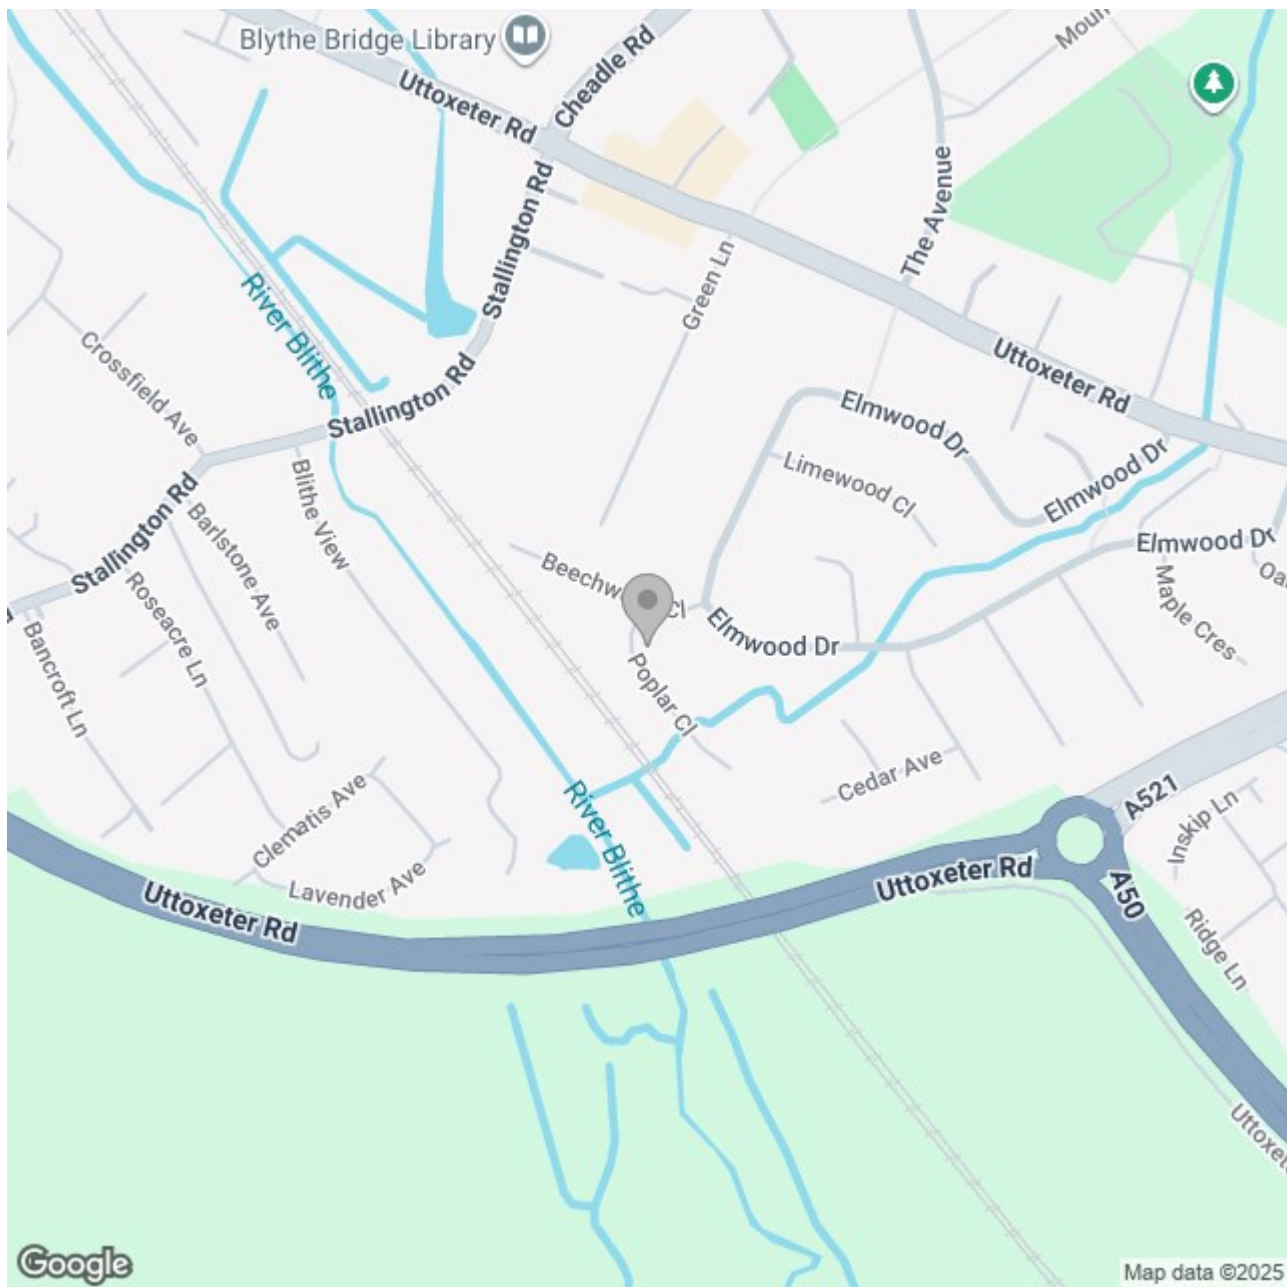 Blythe Bridge Library
Cheadle Rd
Uttoxeter Rd
Stallington Rd
The Avenue
Green Ln
River Blithe
Uttoxeter Rd
Crossfield Ave
Stallington Rd
Elmwood Dr
Limewood Cl
Elmwood Dr
Blithe View
Stallington Rd
Barlstone Ave
Elmwood Dr
Beechw
Cl
Roseacre Ln
Maple Cres
Elmwood Dr
Bancroft Ln
Poplar Cl
Cedar Ave
Clematis Ave
River Blithe
A521
Inskip Ln
Lavender Ave
Uttoxeter Rd
Uttoxeter Rd
A50
Ridge Ln
Uttoxete
Google
Map data ©2025